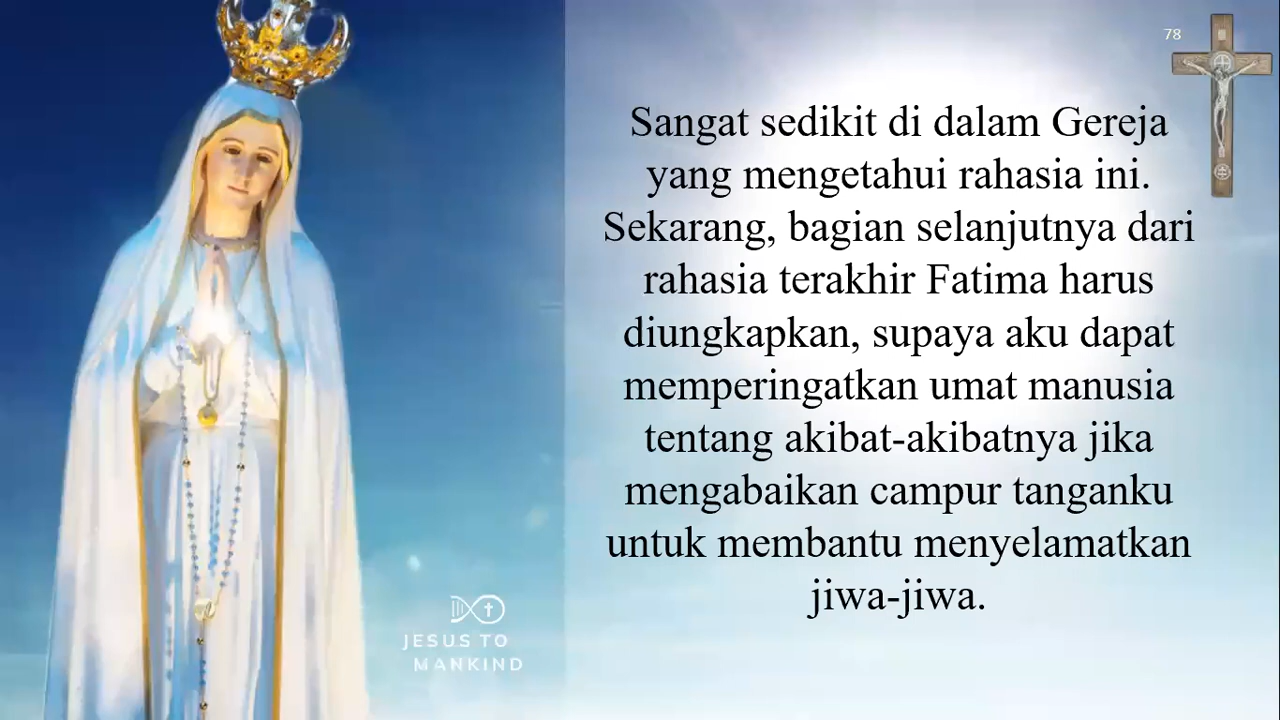 78
Sangat sedikit di dalam Gereja
yang mengetahui rahasia ini.
Sekarang, bagian selanjutnya dari
rahasia terakhir Fatima harus
diungkapkan, supaya aku dapat
memperingatkan umat manusia
tentang akibat-akibatnya jika
mengabaikan campur tanganku
untuk membantu menyelamatkan
jiwa-jiwa.
JESUS TO
MANKIND